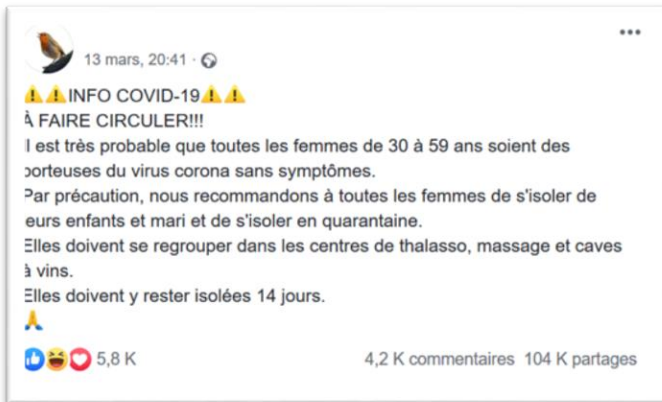 13 mars, 20:41
⚠️⚠️INFO COVID-19⚠️⚠️
À FAIRE CIRCULER!!!
Il est très probable que toutes les femmes de 30 à 59 ans soient des
porteuses du virus corona sans symptômes.
Par précaution, nous recommandons à toutes les femmes de s'isoler de
leurs enfants et mari et de s'isoler en quarantaine.
Elles doivent se regrouper dans les centres de thalasso, massage et caves
à vins.
Elles doivent y rester isolées 14 jours.
🙏
5,8 K 4,2 K commentaires 104 K partages